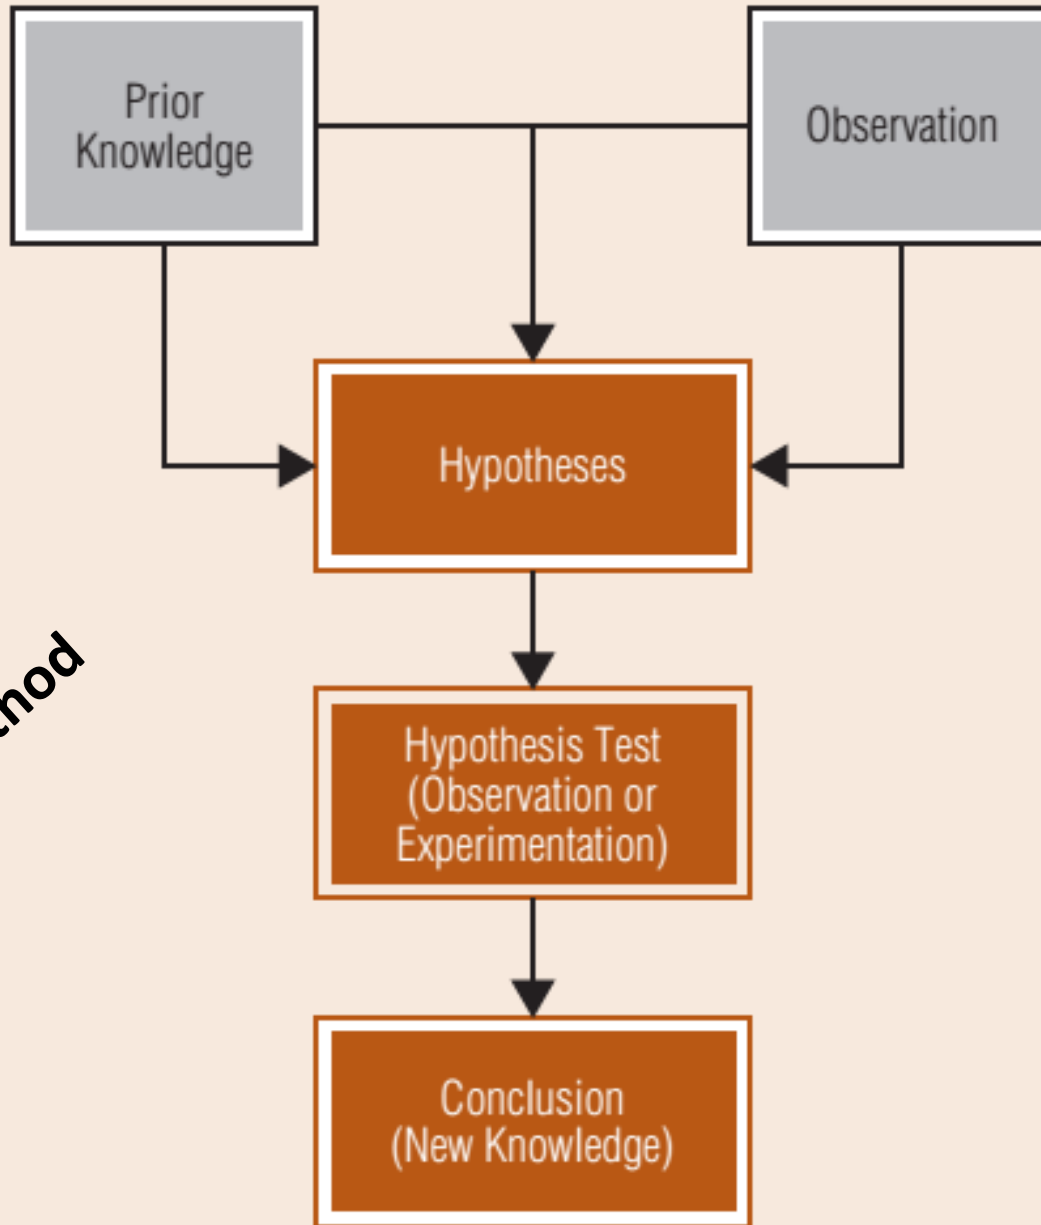 Prior
Knowledge
Observation
Hypotheses
Hypothesis Test
(Observation or
Experimentation)
Conclusion
(New Knowledge)